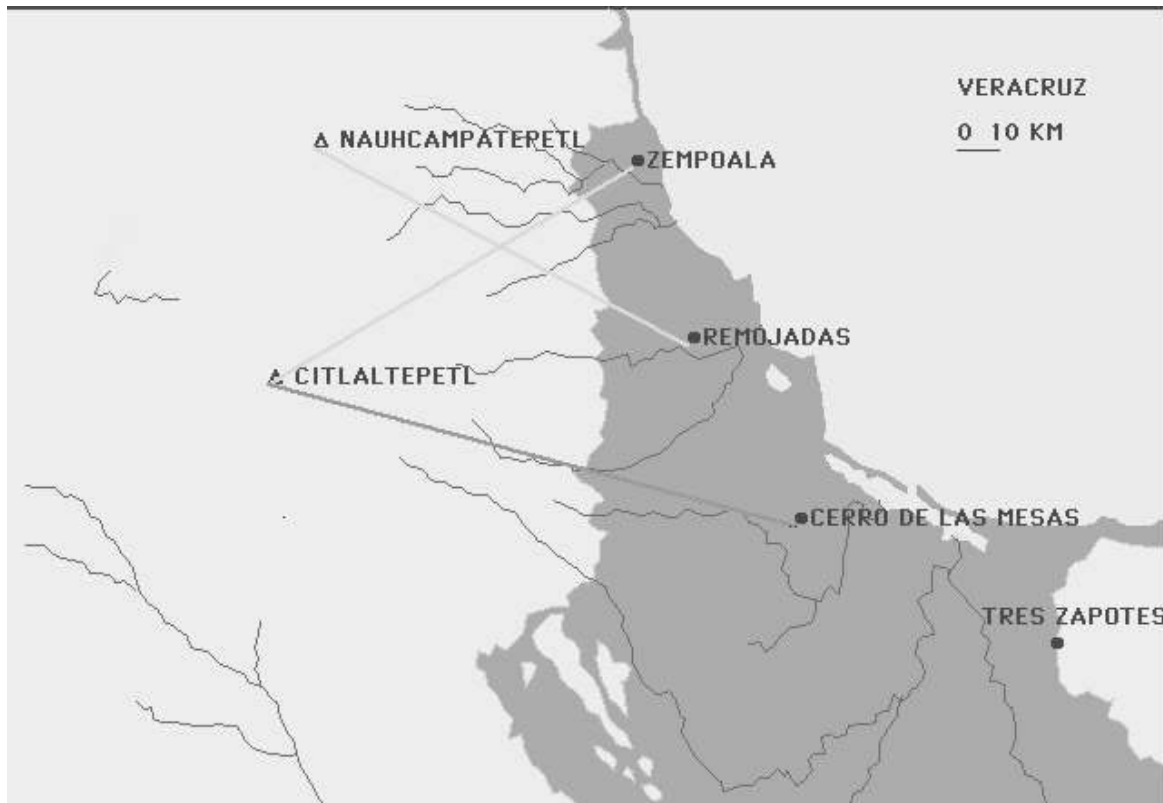 VERACRUZ
0 10 KM
NAUHCAMPATEPETL
ZEMPOALA
REMOJADAS
CITLALTEPETL
CERRO DE LAS MESAS
TRES ZAPOTES